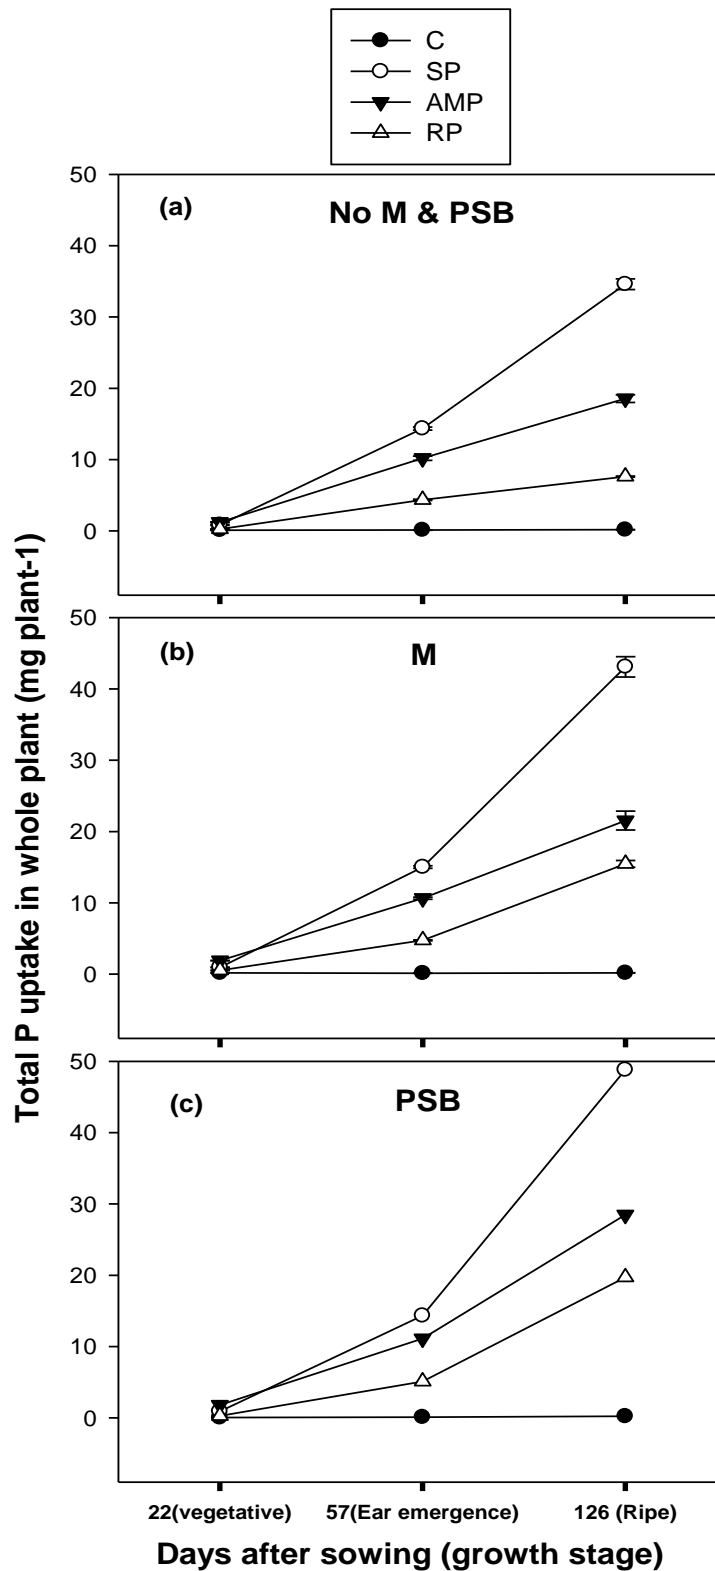 C
SP
AMP
RP
(a) No M & PSB
50
40
30
20
10
0
(b) M
50
40
30
20
10
0
(c) PSB
50
40
30
20
10
0
Total P uptake in whole plant (mg plant-1)
22(vegetative) 57(Ear emergence) 126 (Ripe)
Days after sowing (growth stage)